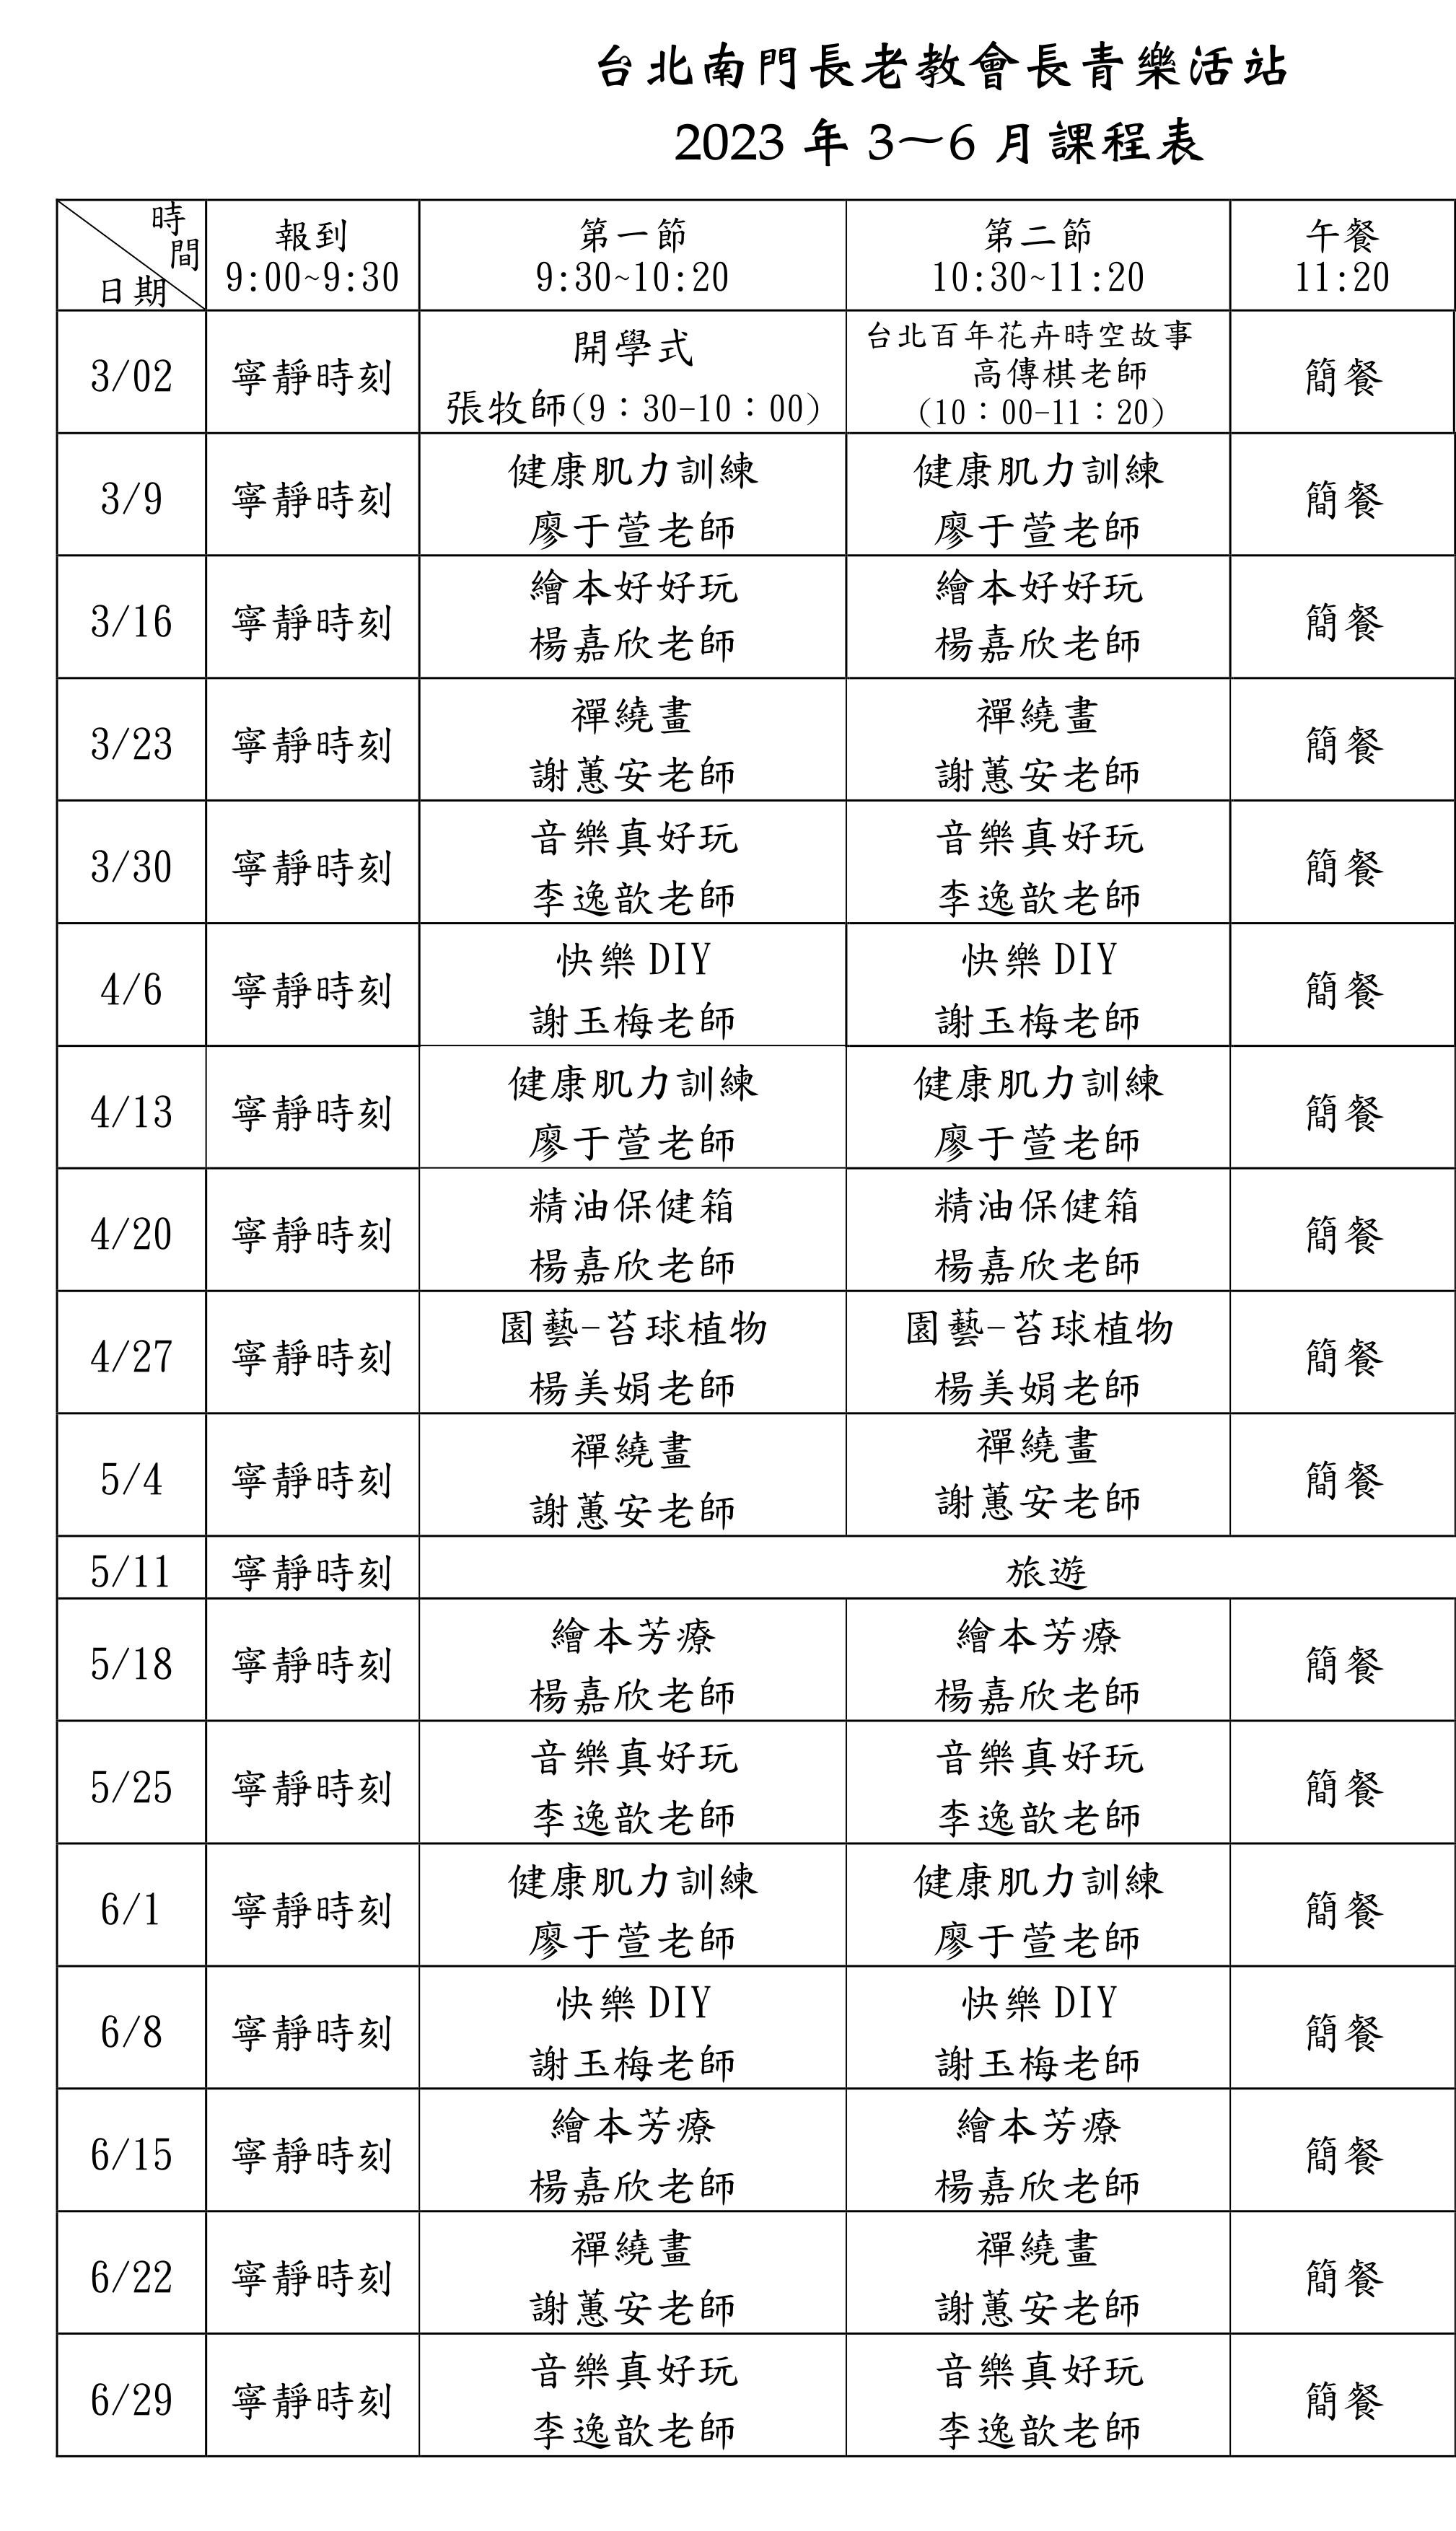 台北南門長老教會長青樂活站
2023 年 3～6 月課程表
時間
日期
報到
9:00~9:30
第一節
9:30~10:20
第二節
10:30~11:20
午餐
11:20
3/02
寧靜時刻
開學式
張牧師(9：30-10：00)
台北百年花卉時空故事
高傳棋老師
(10：00-11：20)
簡餐
3/9
寧靜時刻
健康肌力訓練
廖于萱老師
健康肌力訓練
廖于萱老師
簡餐
3/16
寧靜時刻
繪本好好玩
楊嘉欣老師
繪本好好玩
楊嘉欣老師
簡餐
3/23
寧靜時刻
禪繞畫
謝蕙安老師
禪繞畫
謝蕙安老師
簡餐
3/30
寧靜時刻
音樂真好玩
李逸歆老師
音樂真好玩
李逸歆老師
簡餐
4/6
寧靜時刻
快樂 DIY
謝玉梅老師
快樂 DIY
謝玉梅老師
簡餐
4/13
寧靜時刻
健康肌力訓練
廖于萱老師
健康肌力訓練
廖于萱老師
簡餐
4/20
寧靜時刻
精油保健箱
楊嘉欣老師
精油保健箱
楊嘉欣老師
簡餐
4/27
寧靜時刻
園藝-苔球植物
楊美娟老師
園藝-苔球植物
楊美娟老師
簡餐
5/4
寧靜時刻
禪繞畫
謝蕙安老師
禪繞畫
謝蕙安老師
簡餐
5/11
寧靜時刻
旅遊
5/18
寧靜時刻
繪本芳療
楊嘉欣老師
繪本芳療
楊嘉欣老師
簡餐
5/25
寧靜時刻
音樂真好玩
李逸歆老師
音樂真好玩
李逸歆老師
簡餐
6/1
寧靜時刻
健康肌力訓練
廖于萱老師
健康肌力訓練
廖于萱老師
簡餐
6/8
寧靜時刻
快樂 DIY
謝玉梅老師
快樂 DIY
謝玉梅老師
簡餐
6/15
寧靜時刻
繪本芳療
楊嘉欣老師
繪本芳療
楊嘉欣老師
簡餐
6/22
寧靜時刻
禪繞畫
謝蕙安老師
禪繞畫
謝蕙安老師
簡餐
6/29
寧靜時刻
音樂真好玩
李逸歆老師
音樂真好玩
李逸歆老師
簡餐